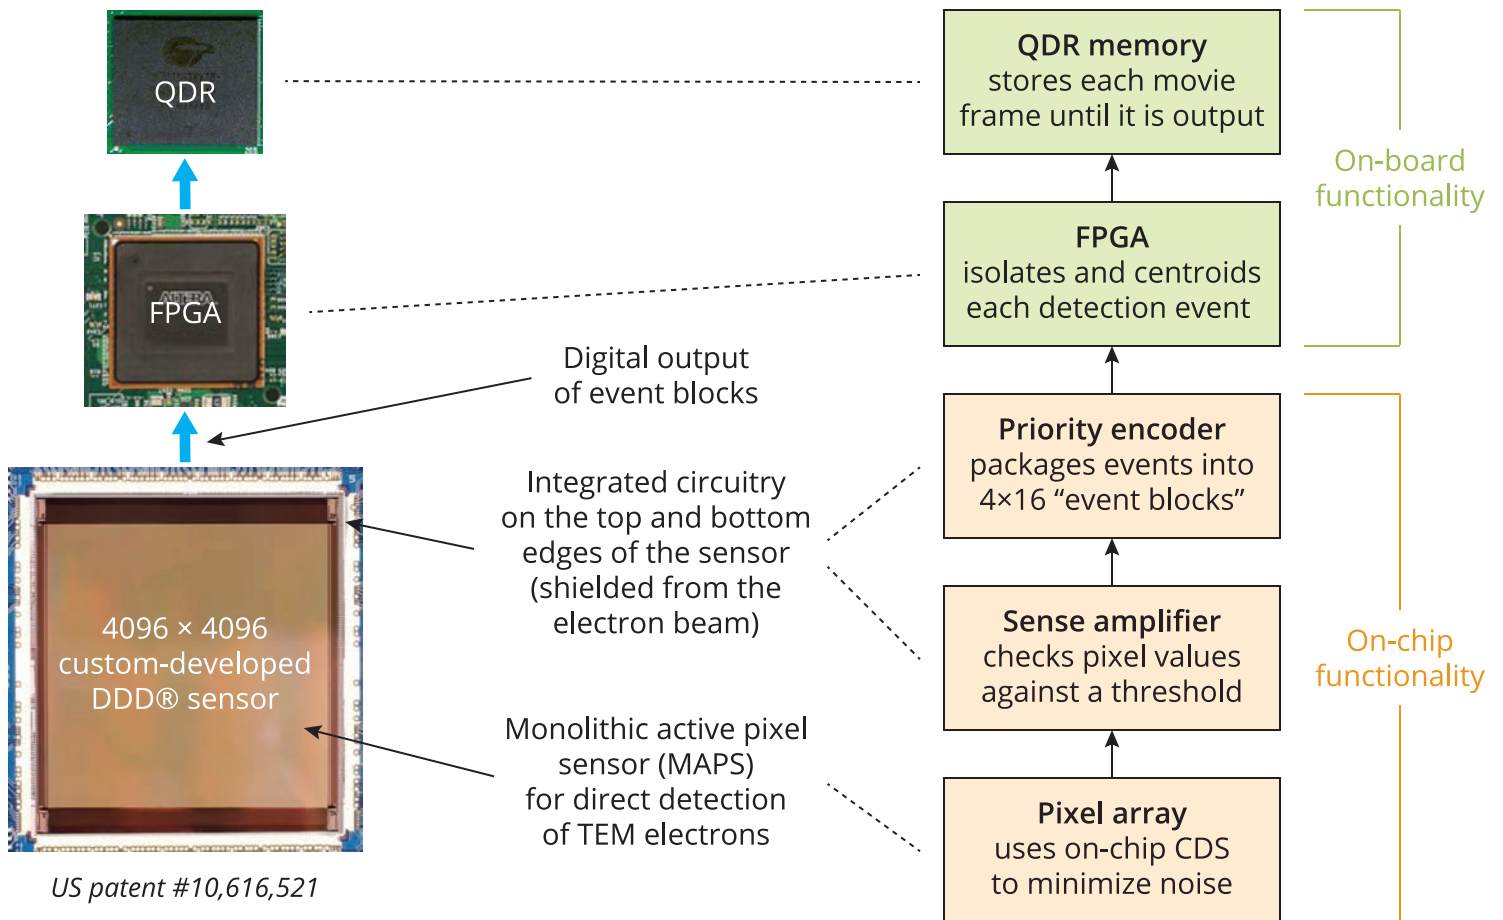 QDR
FPGA
ALTERA
4096 × 4096
custom-developed
DDD® sensor
US patent #10,616,521
Digital output
of event blocks
Integrated circuitry
on the top and bottom
edges of the sensor
(shielded from the
electron beam)
Monolithic active pixel
sensor (MAPS)
for direct detection
of TEM electrons
QDR memory
stores each movie
frame until it is output
FPGA
isolates and centroids
each detection event
Priority encoder
packages events into
4×16 “event blocks”
Sense amplifier
checks pixel values
against a threshold
Pixel array
uses on-chip CDS
to minimize noise
On-board
functionality
On-chip
functionality